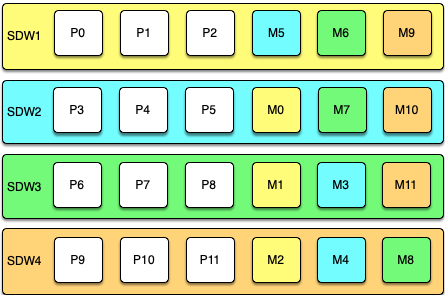 SDW1 P0 P1 P2 M5 M6 M9
SDW2 P3 P4 P5 M0 M7 M10
SDW3 P6 P7 P8 M1 M3 M11
SDW4 P9 P10 P11 M2 M4 M8